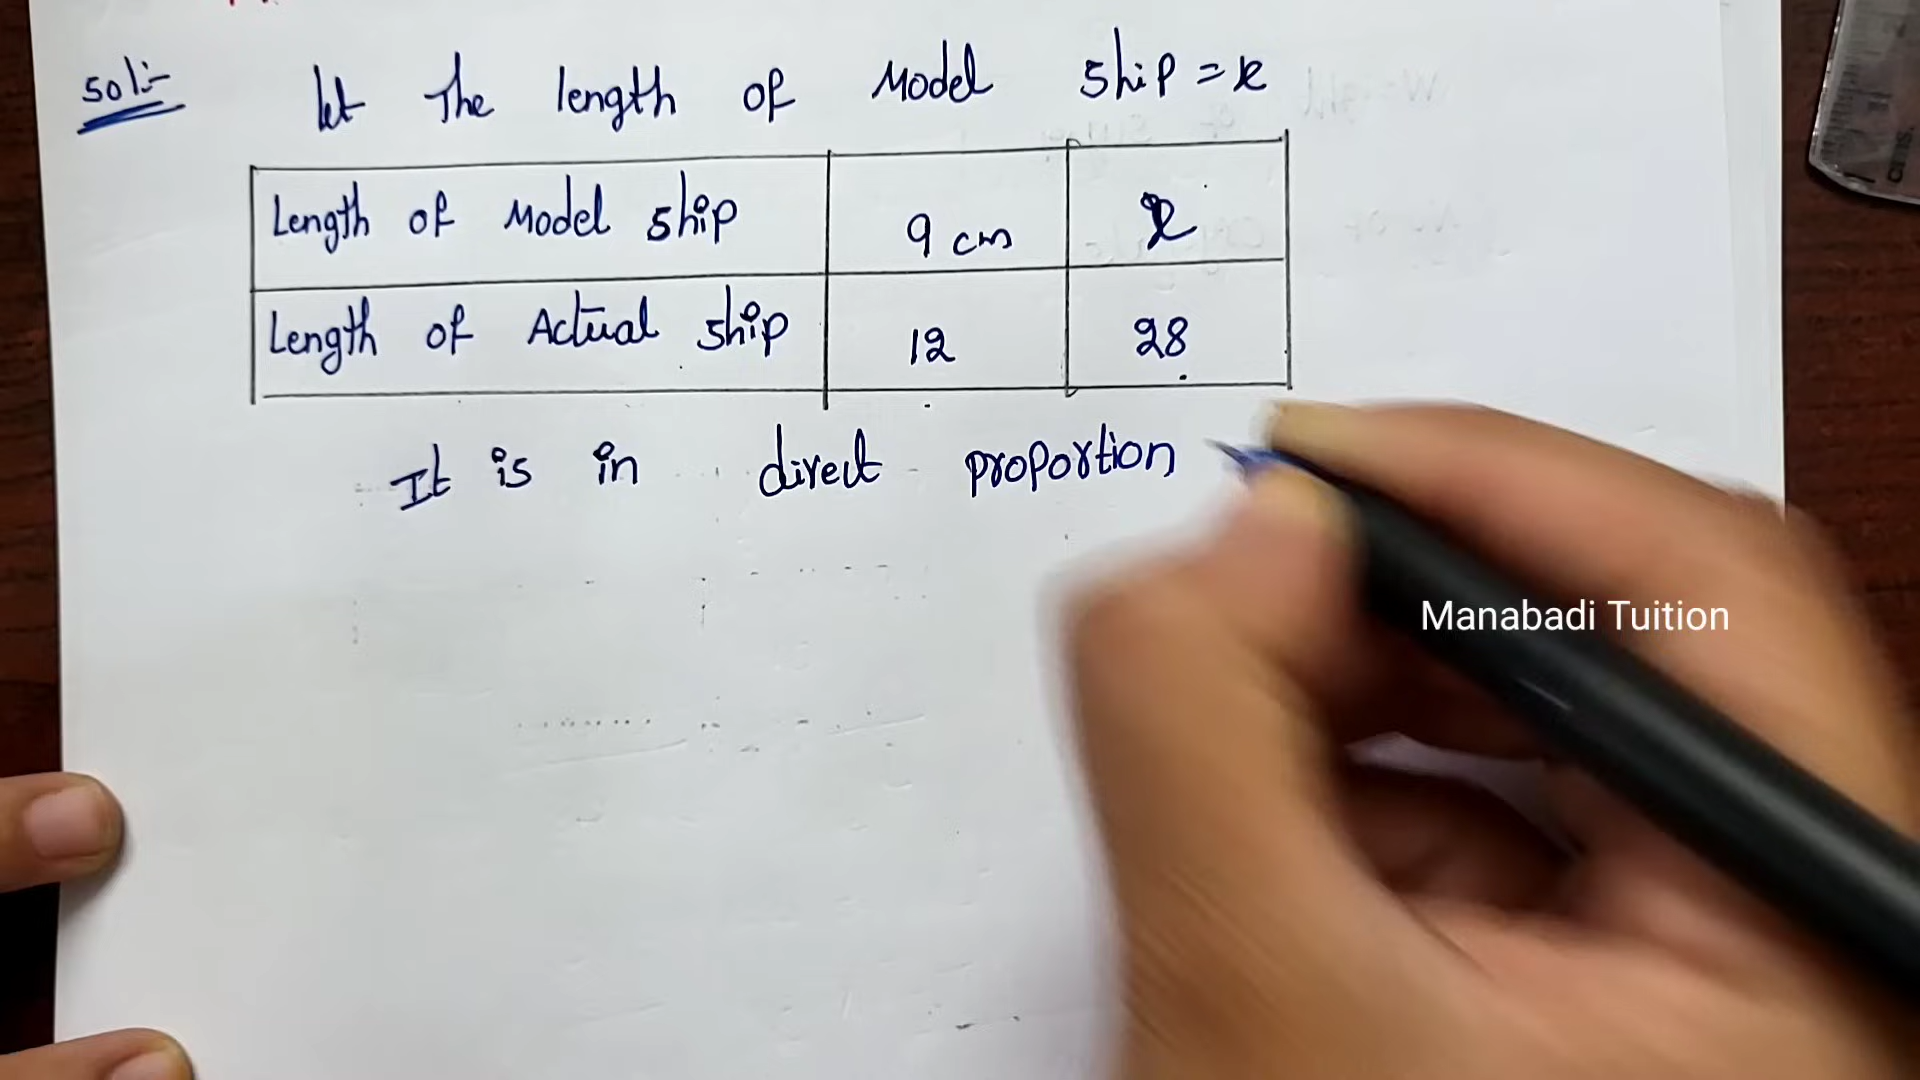 sol:-
let The length of Model ship = x
Length of Model ship 9 cm x
Length of Actual ship 12 28
It is in direct proportion
Manabadi Tuition